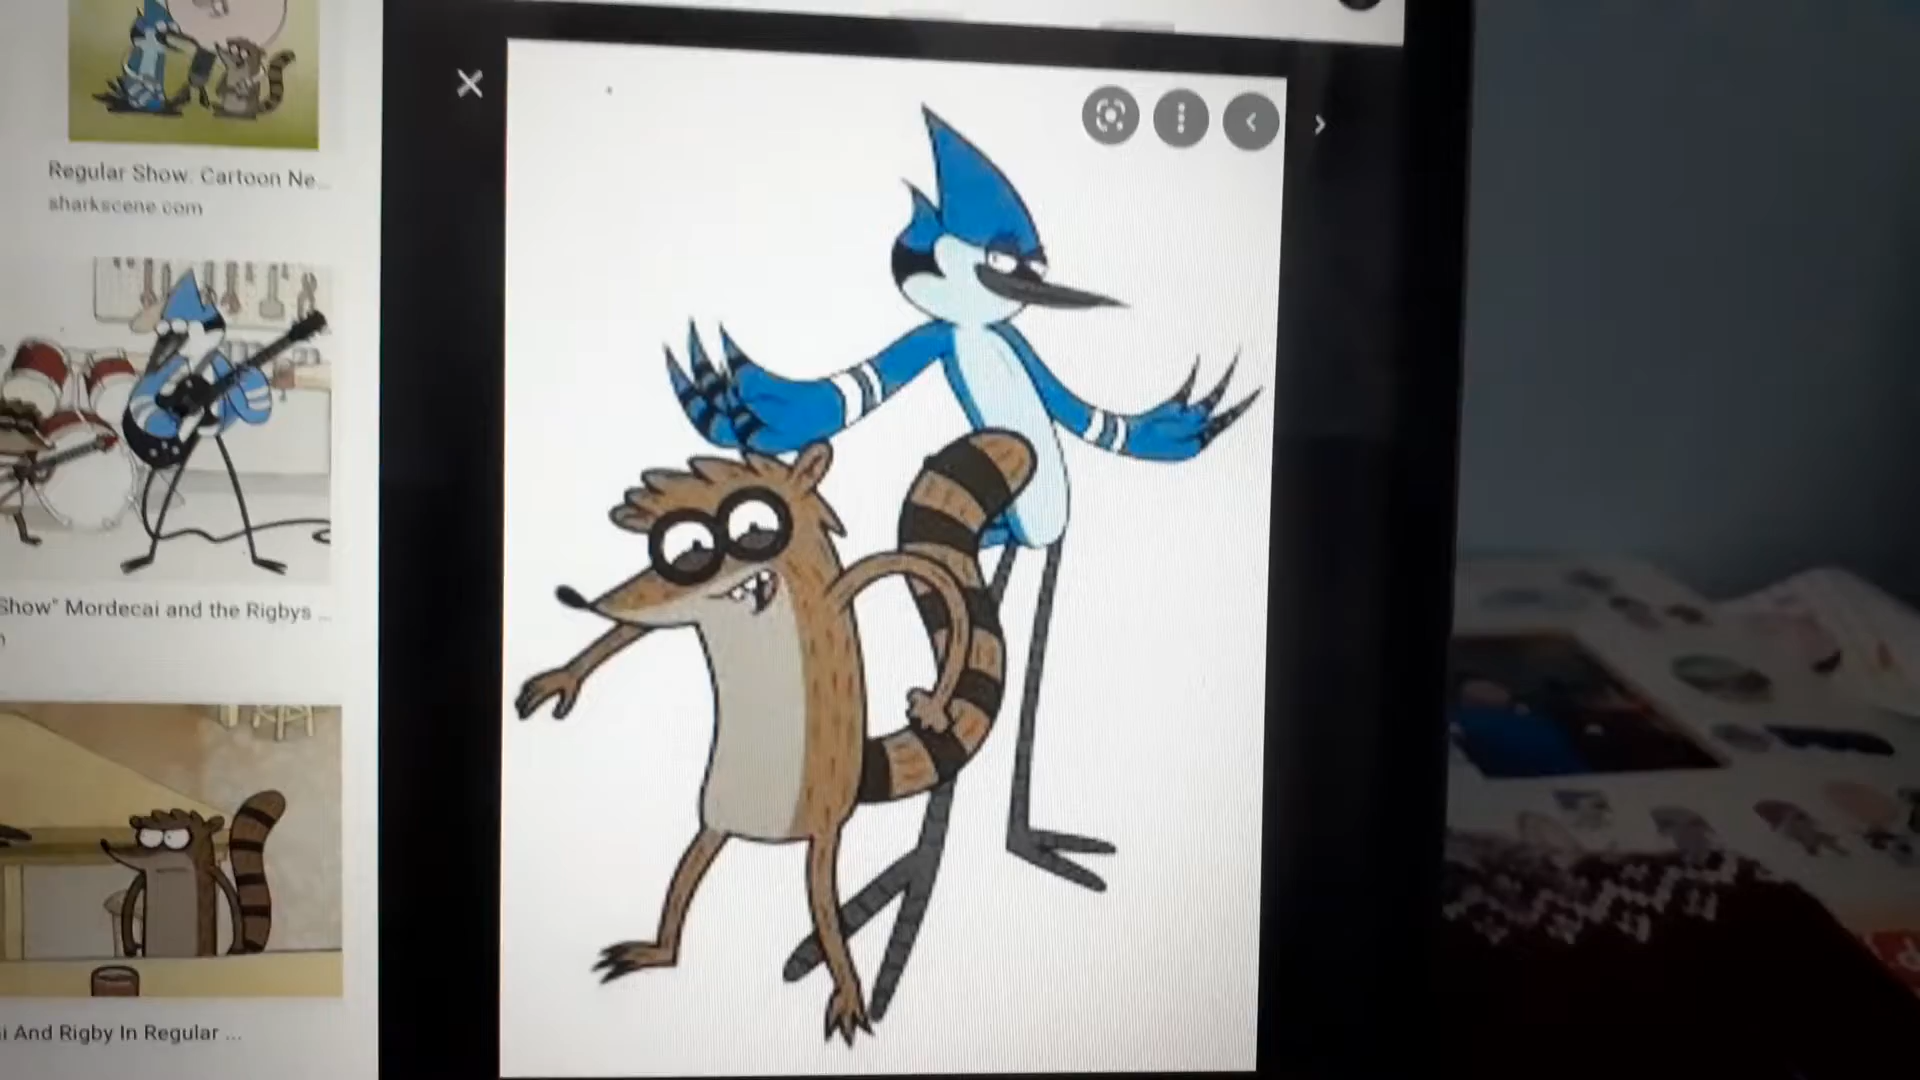 Regular Show: Cartoon Ne...
sharkscene.com
Show" Mordecai and the Rigbys ...
And Rigby In Regular ...